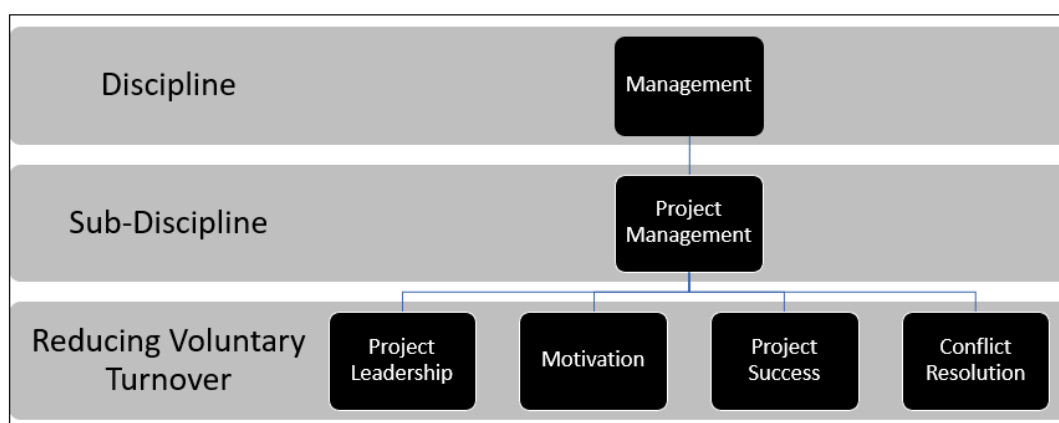 Discipline
Management
Sub-Discipline
Project
Management
Reducing Voluntary
Turnover
Project
Leadership
Motivation
Project
Success
Conflict
Resolution